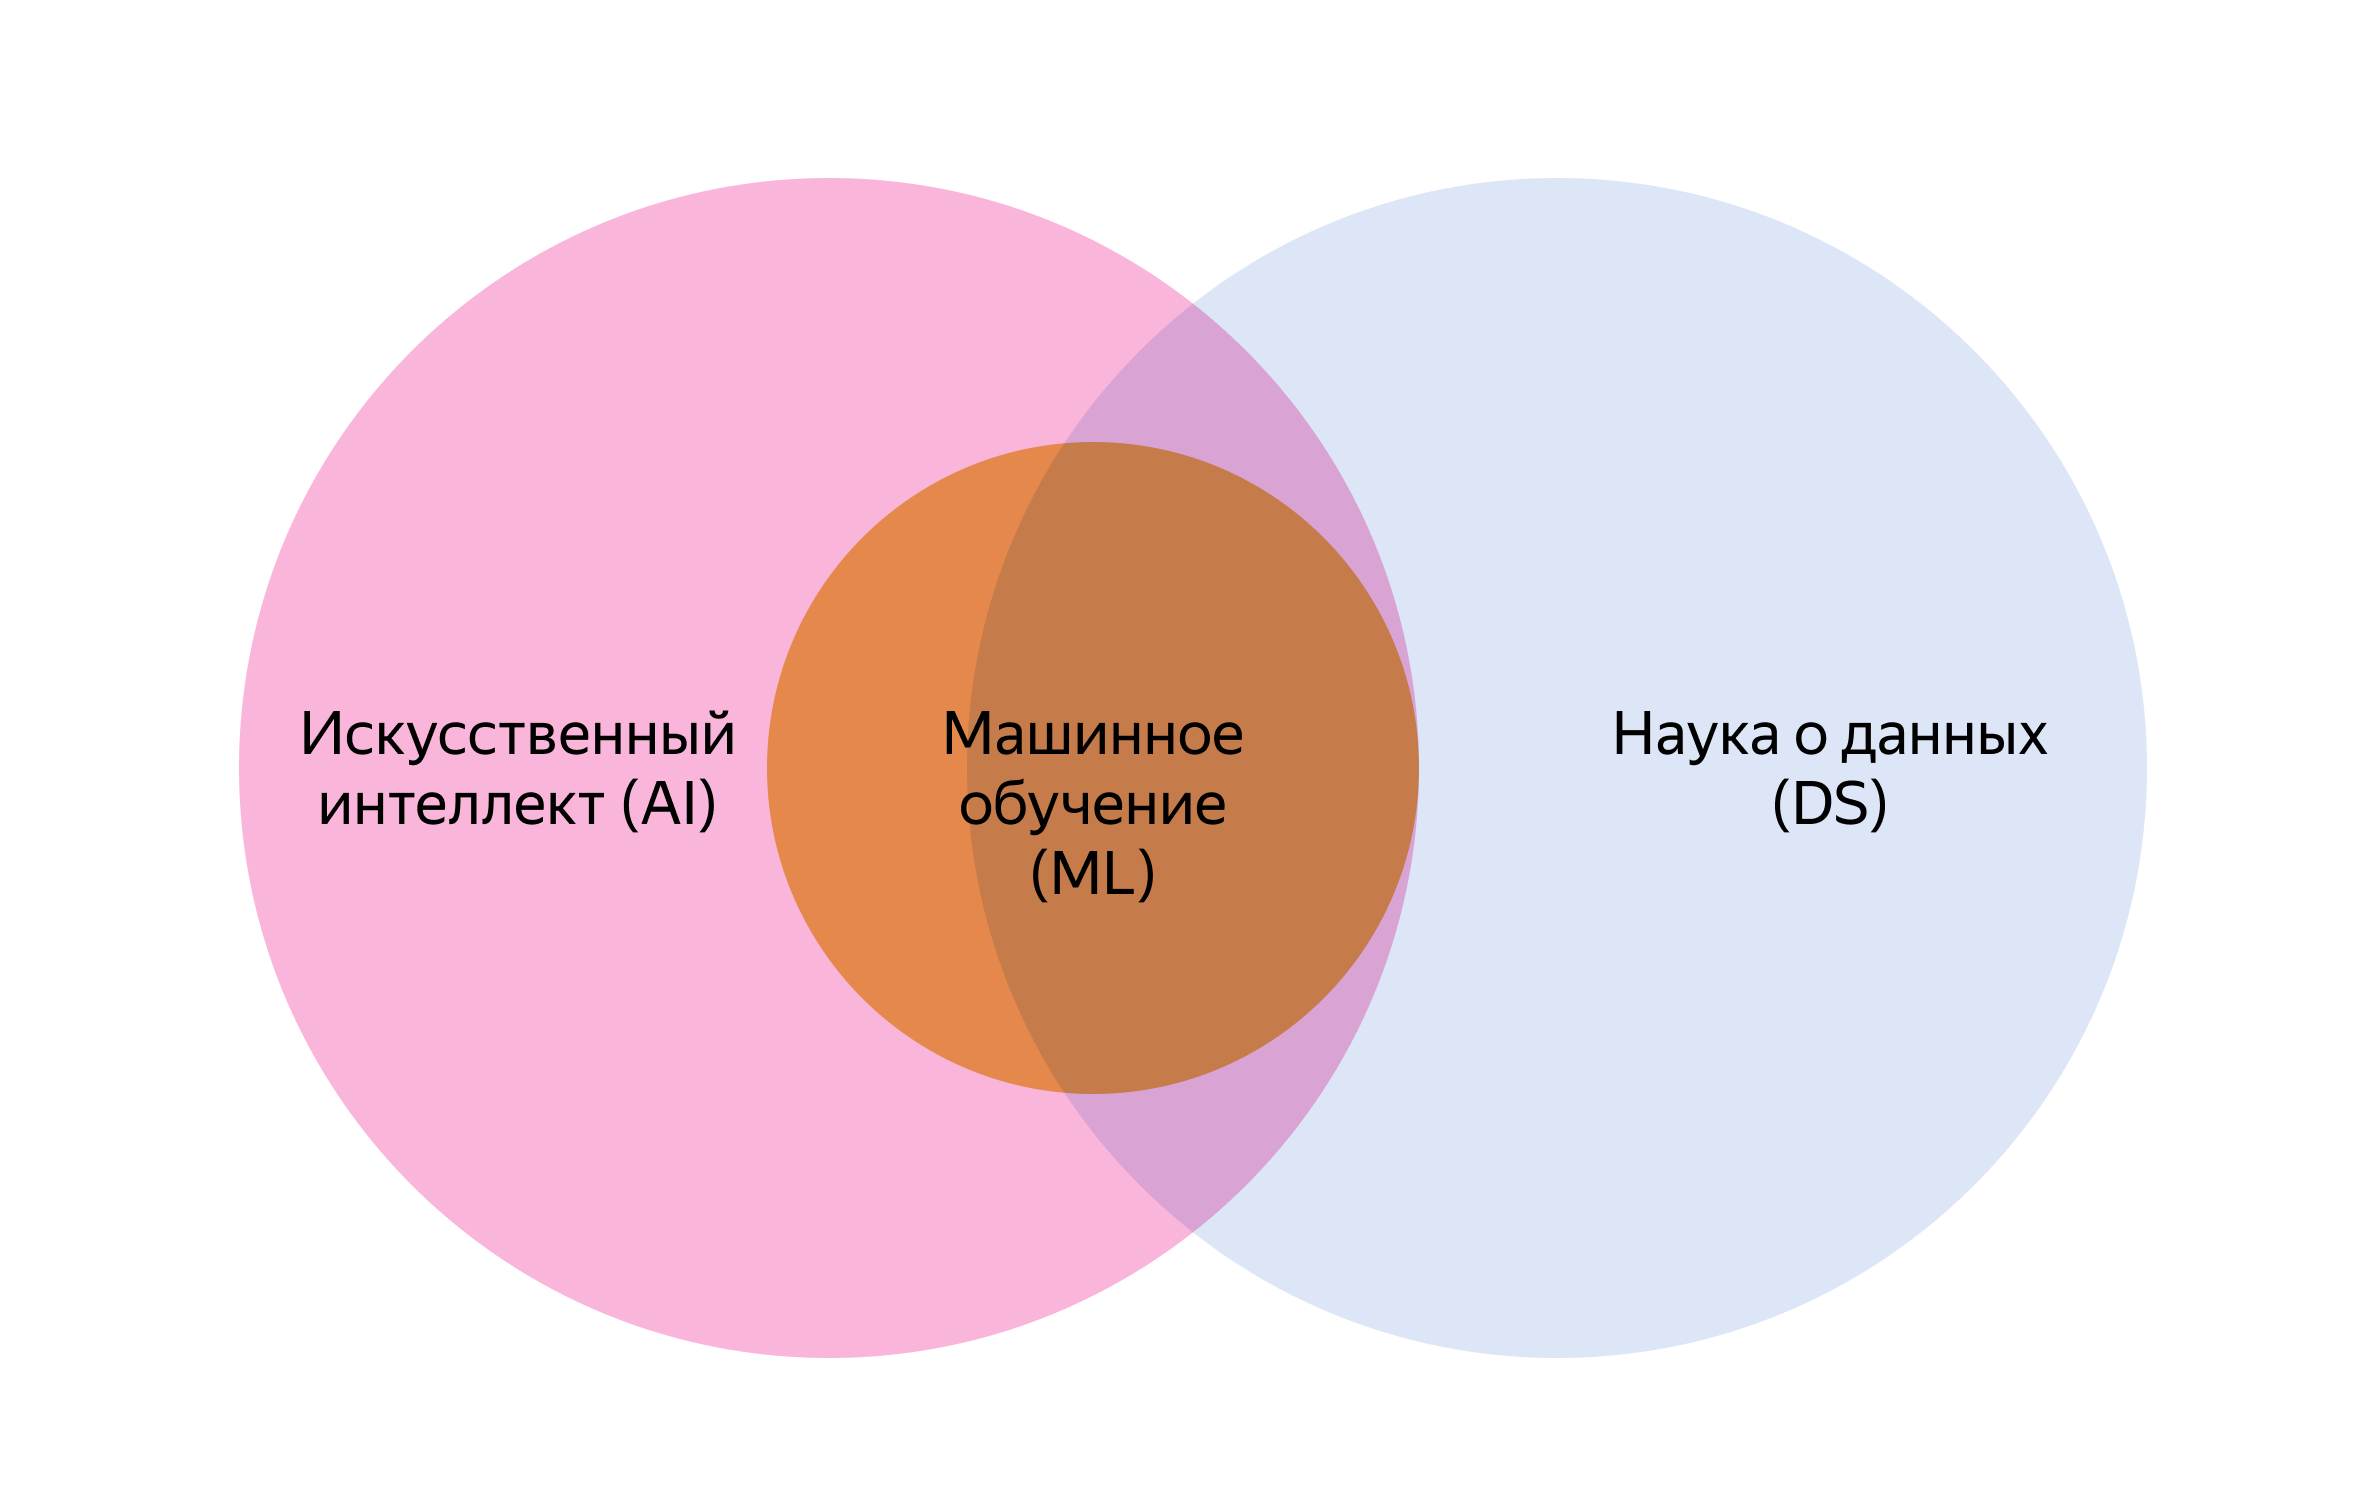 Искусственный
интеллект (AI)
Машинное
обучение
(ML)
Наука о данных
(DS)